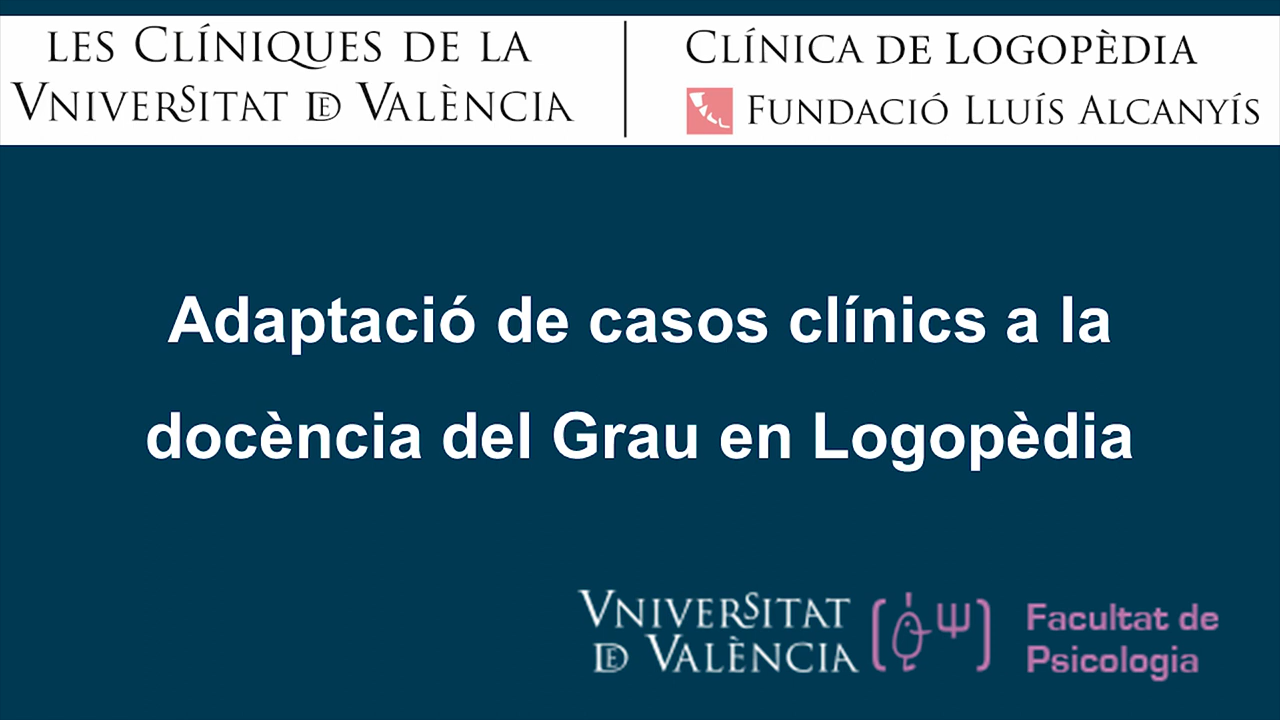 LES CLÍNIQUES DE LA
VNIVERSITAT DE VALÈNCIA
CLÍNICA DE LOGOPÈDIA
FUNDACIÓ LLUÍS ALCANYÍS
Adaptació de casos clínics a la
docència del Grau en Logopèdia
VNIVERSITAT
DE VALÈNCIA
Facultat de
Psicologia